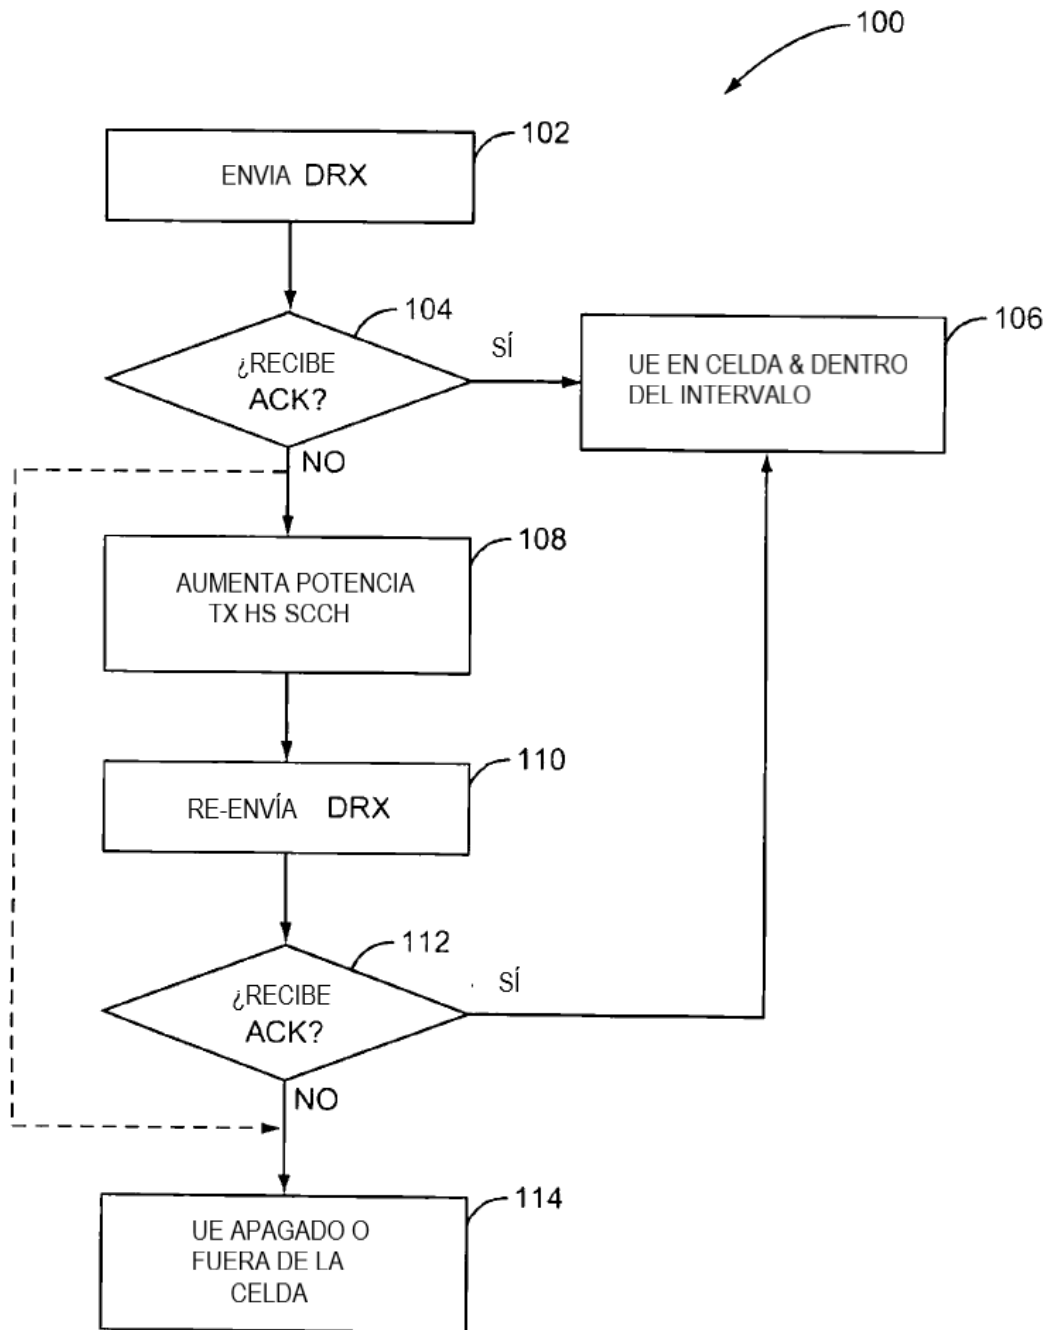 100
102
ENVIA DRX
104
¿RECIBE
ACK?
SÍ
106
UE EN CELDA & DENTRO
DEL INTERVALO
NO
108
AUMENTA POTENCIA
TX HS SCCH
110
RE-ENVÍA DRX
112
¿RECIBE
ACK?
SÍ
NO
114
UE APAGADO O
FUERA DE LA
CELDA